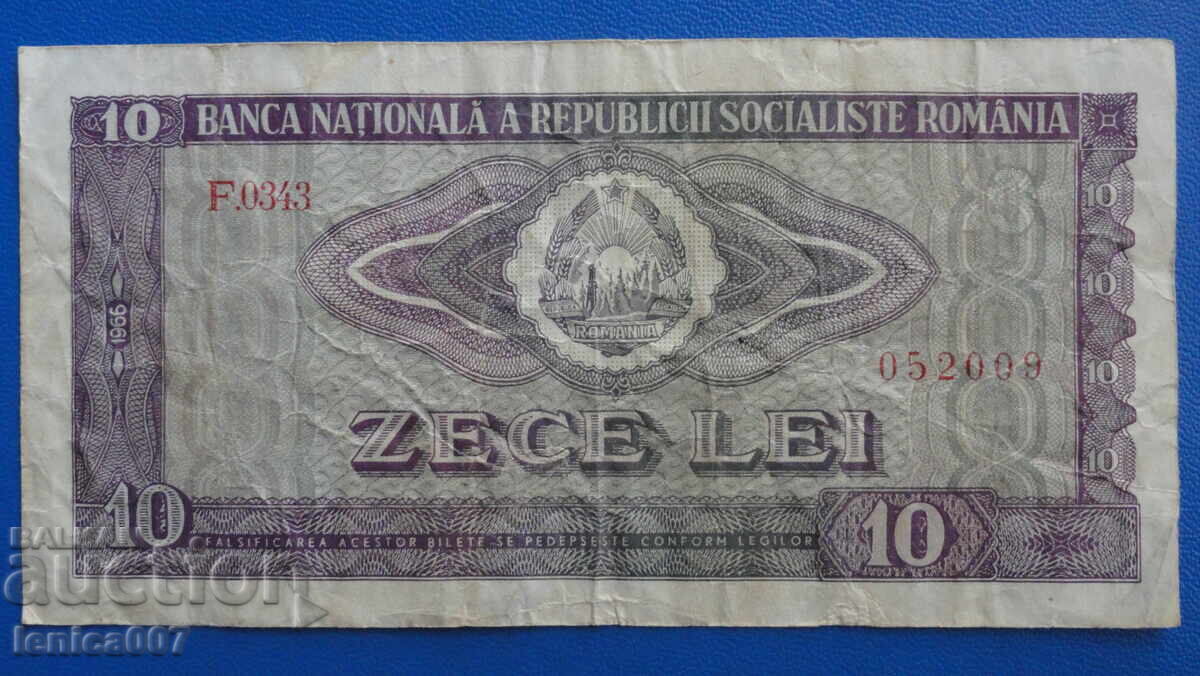 10 BANCA NAȚIONALĂ A REPUBLICII SOCIALISTE ROMÂNIA
F.0343
10
10
1966
ROMÂNIA
052009
10
ZECE LEI
10
10
10
FALSIFICAREA ACESTOR BILETE SE PEDEPSEȘTE CONFORM LEGILOR
BALKAN
auction
lenica007